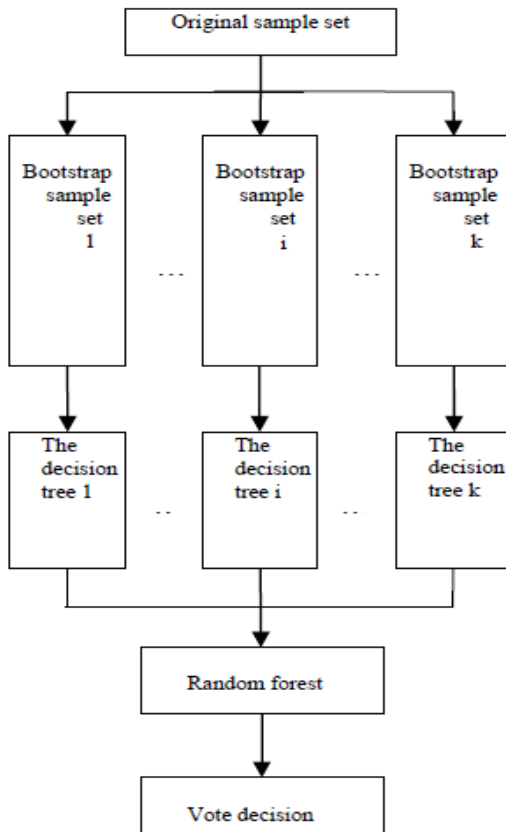 Original sample set
Bootstrap
sample
set
1
...
Bootstrap
sample
set
i
...
Bootstrap
sample
set
k
The
decision
tree 1
..
The
decision
tree i
...
The
decision
tree k
Random forest
Vote decision